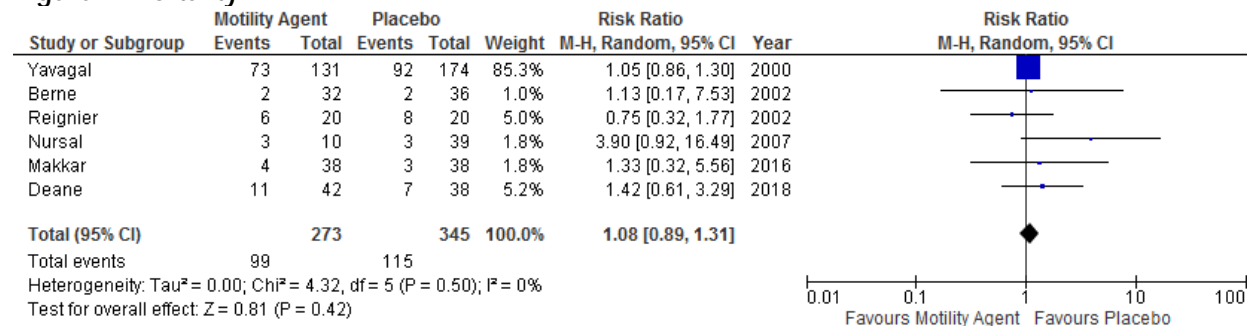 Motility Agent Placebo Risk Ratio Risk Ratio
Study or Subgroup Events Total Events Total Weight M-H, Random, 95% CI Year M-H, Random, 95% CI
Yavagal 73 131 92 174 85.3% 1.05 [0.86, 1.30] 2000
Berne 2 32 2 36 1.0% 1.13 [0.17, 7.53] 2002
Reignier 6 20 8 20 5.0% 0.75 [0.32, 1.77] 2002
Nursal 3 10 3 39 1.8% 3.90 [0.92, 16.49] 2007
Makkar 4 38 3 38 1.8% 1.33 [0.32, 5.56] 2016
Deane 11 42 7 38 5.2% 1.42 [0.61, 3.29] 2018
Total (95% CI) 273 345 100.0% 1.08 [0.89, 1.31]
Total events 99 115
Heterogeneity: Tau² = 0.00; Chi² = 4.32, df = 5 (P = 0.50); I² = 0%
Test for overall effect: Z = 0.81 (P = 0.42)
0.01 0.1 1 10 100
Favours Motility Agent Favours Placebo